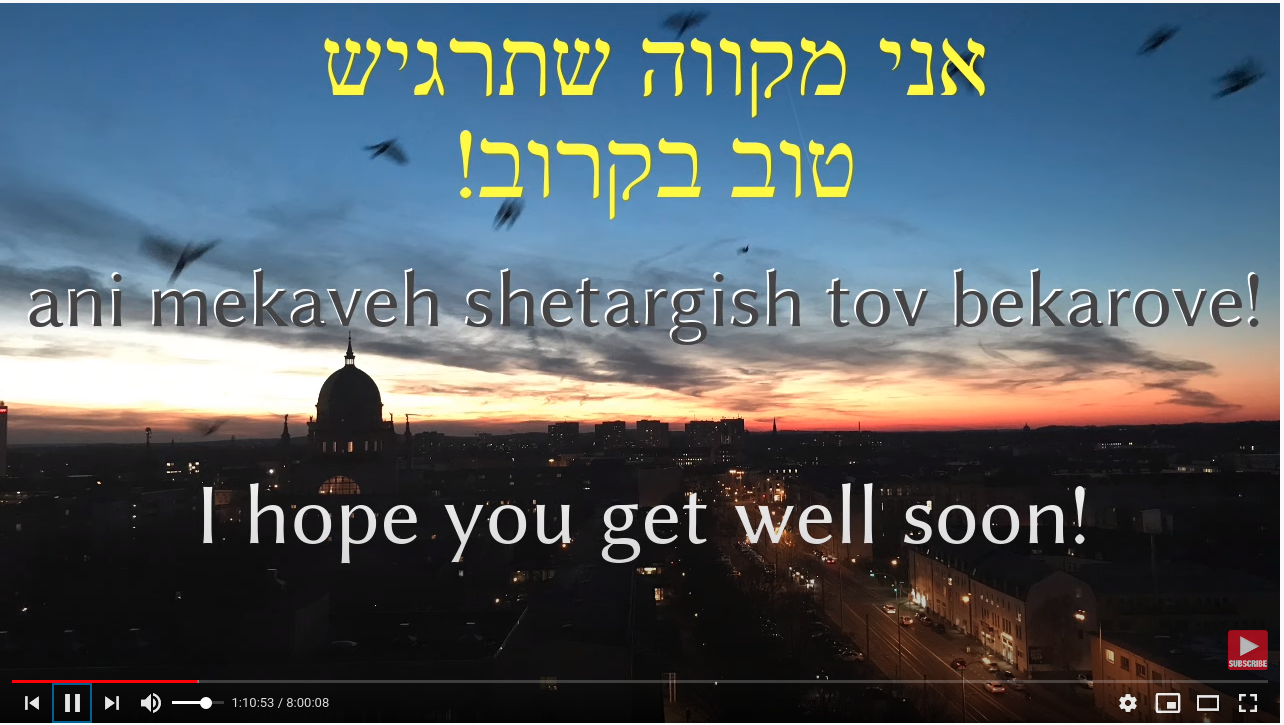 אני מקווה שתרגיש
טוב בקרוב!
ani mekaveh shetargish tov bekarove!
I hope you get well soon!
SUBSCRIBE
1:10:53 / 8:00:08